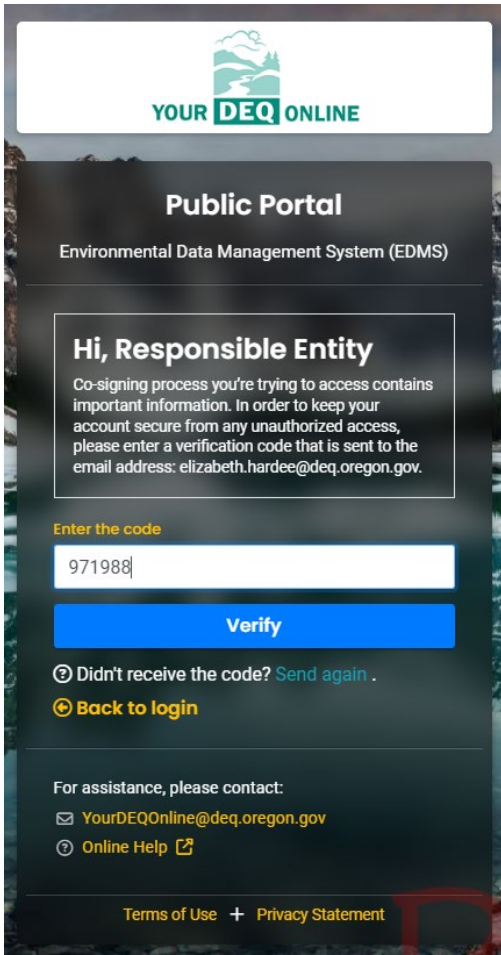 YOUR DEQ ONLINE
Public Portal
Environmental Data Management System (EDMS)
Hi, Responsible Entity
Co-signing process you're trying to access contains
important information. In order to keep your
account secure from any unauthorized access,
please enter a verification code that is sent to the
email address: elizabeth.hardee@deq.oregon.gov.
Enter the code
971988
Verify
Didn't receive the code? Send again .
Back to login
For assistance, please contact:
YourDEQOnline@deq.oregon.gov
Online Help
Terms of Use + Privacy Statement